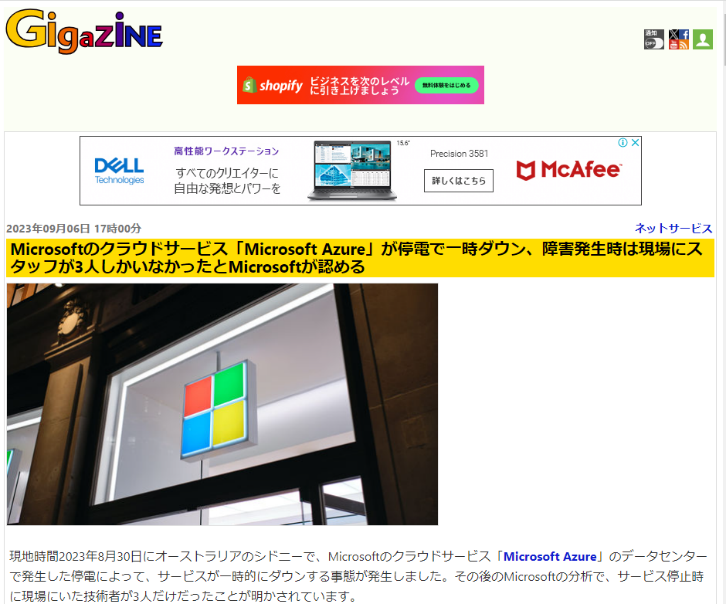 GigaZiNE
通知
OFF
shopify ビジネスを次のレベル
に引き上げましょう
無料体験をはじめる
DELL
Technologies
高性能ワークステーション
すべてのクリエイターに
自由な発想とパワーを
15.6"
Precision 3581
詳しくはこちら
McAfee
2023年09月06日 17時00分
ネットサービス
Microsoftのクラウドサービス「Microsoft Azure」が停電で一時ダウン、障害発生時は現場にス
タッフが3人しかいなかったとMicrosoftが認める
現地時間2023年8月30日にオーストラリアのシドニーで、Microsoftのクラウドサービス「Microsoft Azure」のデータセンター
で発生した停電によって、サービスが一時的にダウンする事態が発生しました。その後のMicrosoftの分析で、サービス停止時
に現場にいた技術者が3人だけだったことが明かされています。